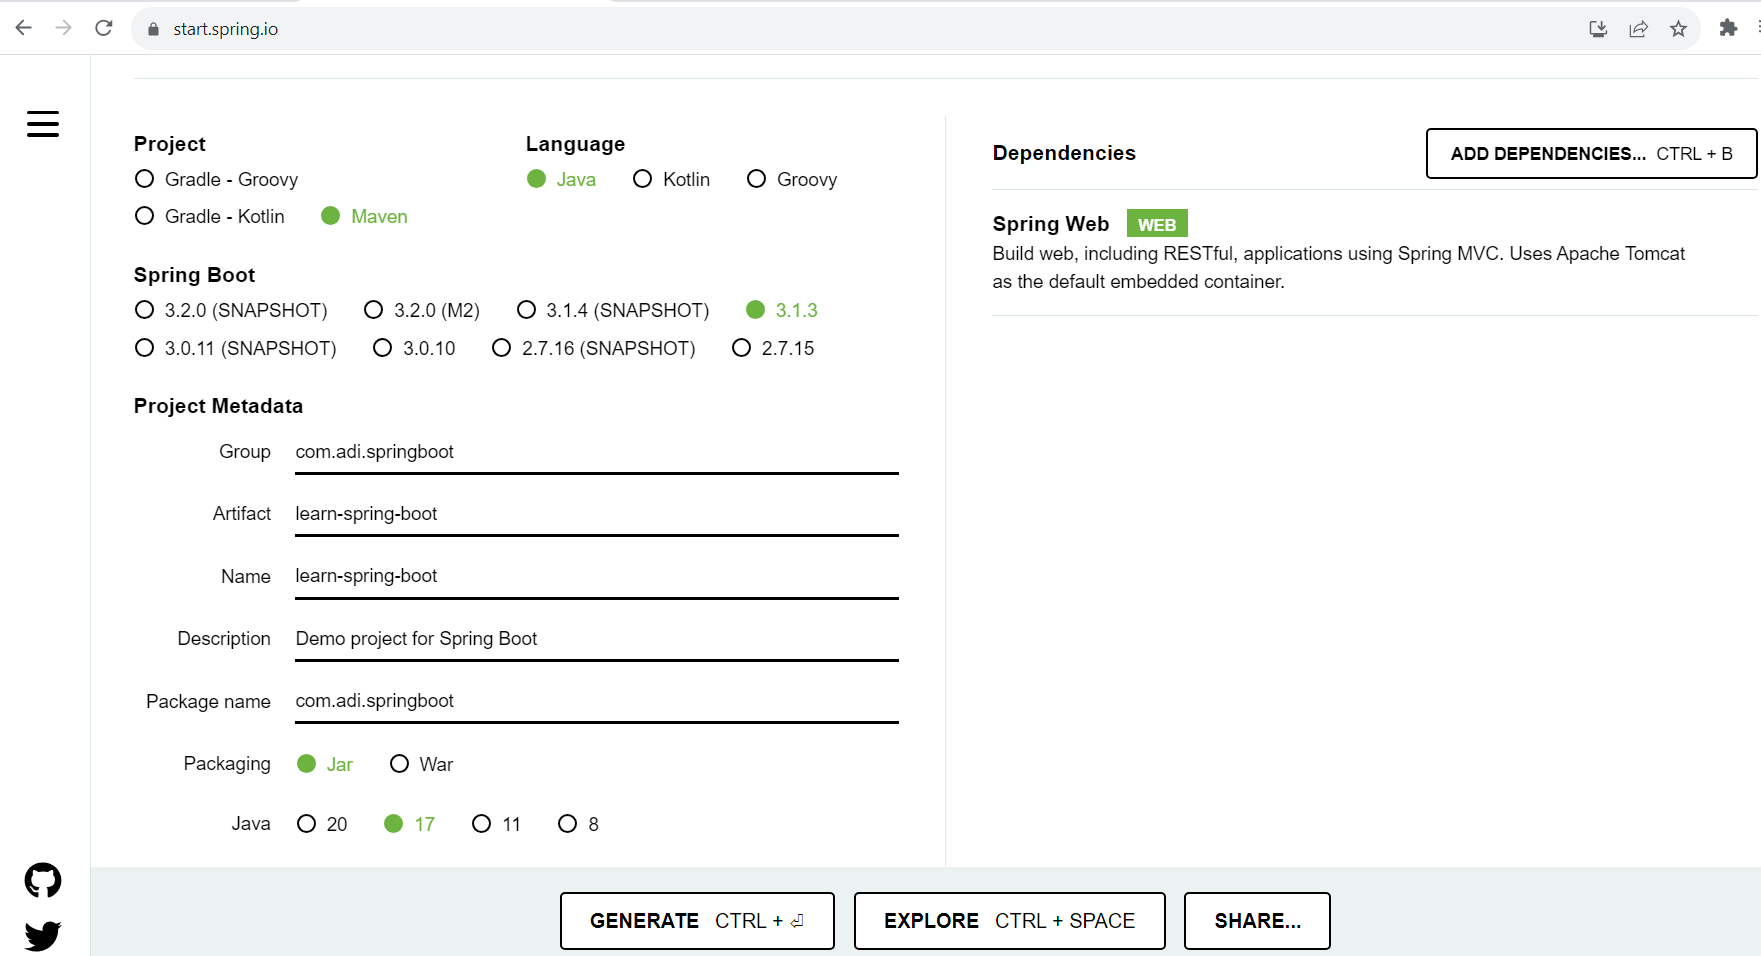 start.spring.io
Project
Gradle - Groovy
Gradle - Kotlin Maven
Language
Java Kotlin Groovy
Spring Boot
3.2.0 (SNAPSHOT) 3.2.0 (M2) 3.1.4 (SNAPSHOT) 3.1.3
3.0.11 (SNAPSHOT) 3.0.10 2.7.16 (SNAPSHOT) 2.7.15
Project Metadata
Group com.adi.springboot
Artifact learn-spring-boot
Name learn-spring-boot
Description Demo project for Spring Boot
Package name com.adi.springboot
Packaging Jar War
Java 20 17 11 8
Dependencies ADD DEPENDENCIES... CTRL + B
Spring Web WEB
Build web, including RESTful, applications using Spring MVC. Uses Apache Tomcat
as the default embedded container.
GENERATE CTRL + ⏎ EXPLORE CTRL + SPACE SHARE...